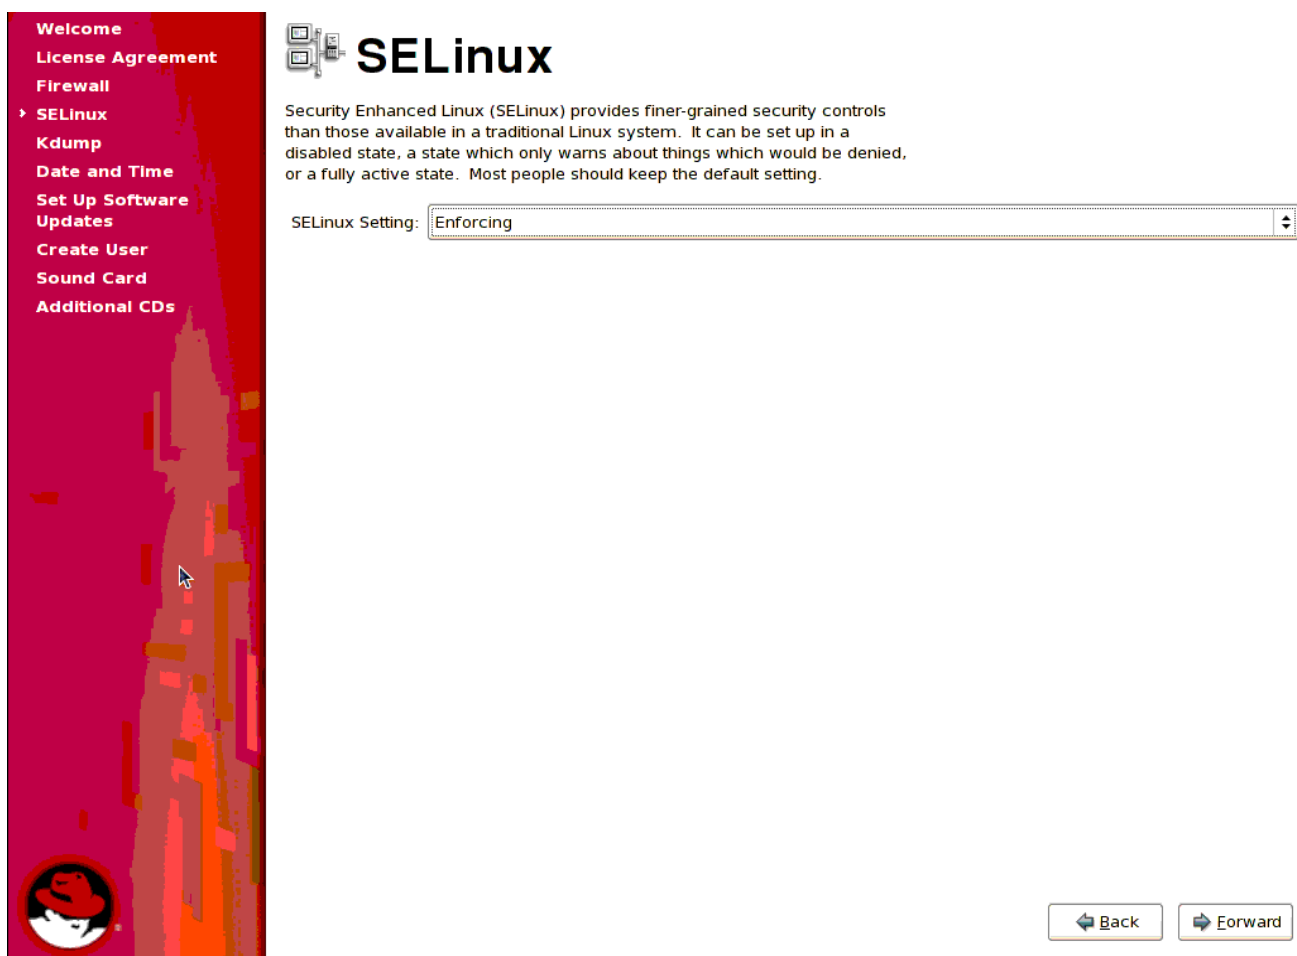 Welcome
License Agreement
Firewall
SELinux
Kdump
Date and Time
Set Up Software
Updates
Create User
Sound Card
Additional CDs
SELinux
Security Enhanced Linux (SELinux) provides finer-grained security controls
than those available in a traditional Linux system.  It can be set up in a
disabled state, a state which only warns about things which would be denied,
or a fully active state.  Most people should keep the default setting.
SELinux Setting: Enforcing
Back Forward